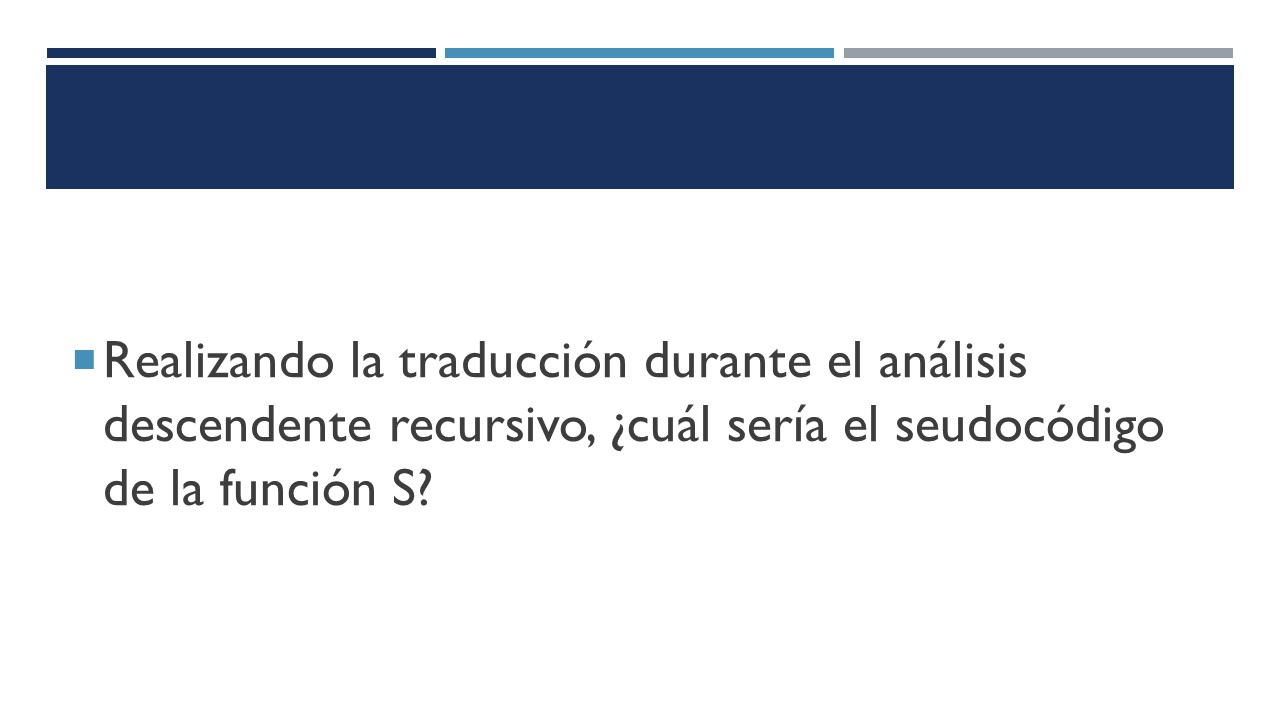 Realizando la traducción durante el análisis
descendente recursivo, ¿cuál sería el seudocódigo
de la función S?